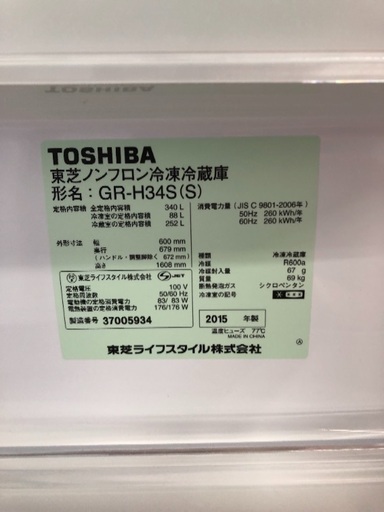 TOSHIBA
東芝ノンフロン冷凍冷蔵庫
形名：GR-H34S(S)
定格内容積 全定格内容積 340 L
冷凍室の定格内容積 88 L
冷蔵室の定格内容積 252 L
外形寸法 幅 600 mm
奥行 679 mm
(ハンドル・調整脚除く 672 mm)
高さ 1608 mm
東芝ライフスタイル株式会社
定格電圧 100 V
定格周波数 50/60 Hz
電動機の定格消費電力 83/ 83 W
電熱装置の定格消費電力 176/176 W
製造番号 37005934
消費電力量 (JIS C 9801-2006年)
50Hz 260 kWh/年
60Hz 260 kWh/年
種類 冷凍冷蔵庫
冷媒 R600a
冷媒封入量 67 g
質量 69 kg
断熱発泡ガス シクロペンタン
冷凍室の記号
2015 年製
温度ヒューズ 77℃
MADE IN CHINA
東芝ライフスタイル株式会社